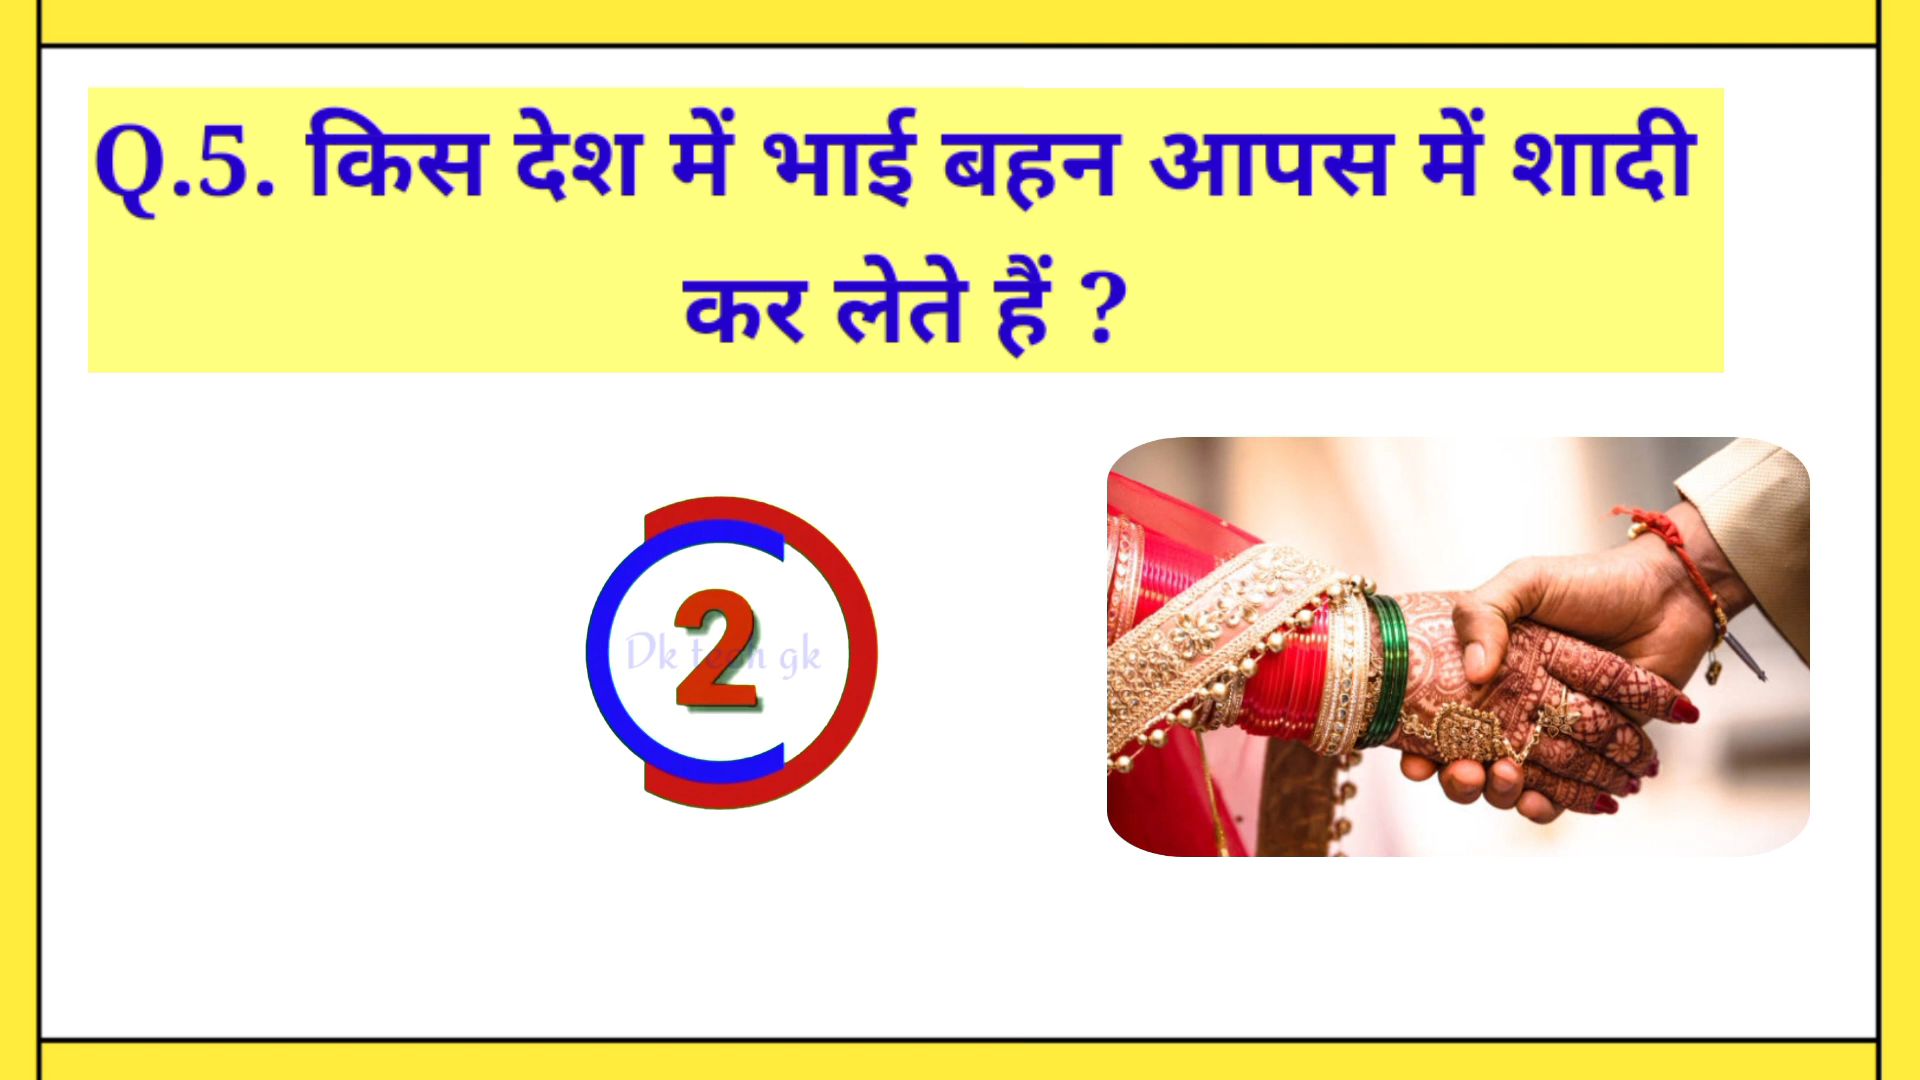 Q.5. किस देश में भाई बहन आपस में शादी
कर लेते हैं ?
2
Dk tech gk